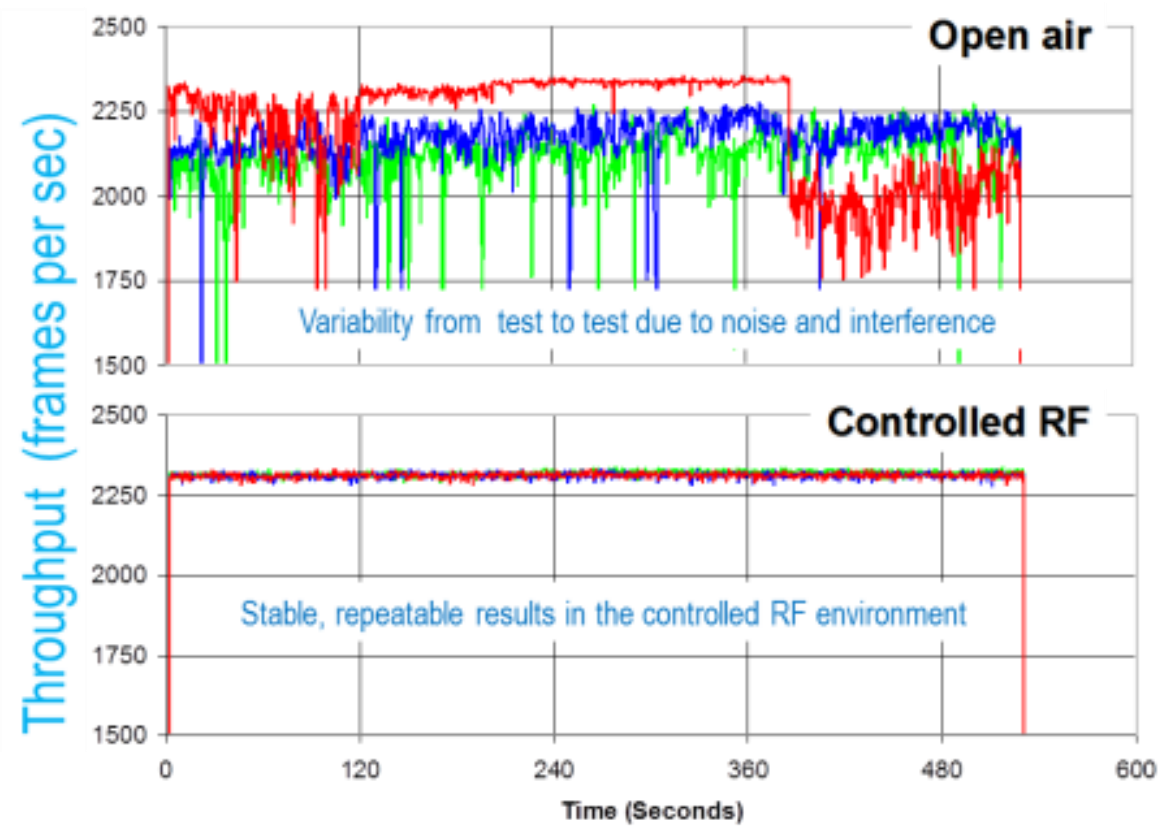 Throughput (frames per sec)
Open air
2500
2250
2000
1750
1500
Variability from test to test due to noise and interference
Controlled RF
2500
2250
2000
1750
1500
Stable, repeatable results in the controlled RF environment
0 120 240 360 480 600
Time (Seconds)